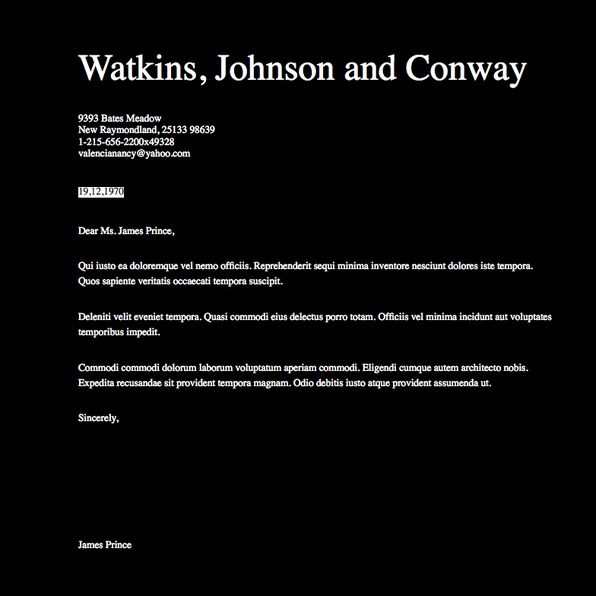 Watkins, Johnson and Conway
9393 Bates Meadow
New Raymondland, 25133 98639
1-215-656-2200x49328
valencianancy@yahoo.com
19,12,1970
Dear Ms. James Prince,
Qui iusto ea doloremque vel nemo officiis. Reprehenderit sequi minima inventore nesciunt dolores iste tempora.
Quos sapiente veritatis occaecati tempora suscipit.
Deleniti velit eveniet tempora. Quasi commodi eius delectus porro totam. Officiis vel minima incidunt aut voluptates
temporibus impedit.
Commodi commodi dolorum laborum voluptatum aperiam commodi. Eligendi cumque autem architecto nobis.
Expedita recusandae sit provident tempora magnam. Odio debitis iusto atque provident assumenda ut.
Sincerely,
James Prince